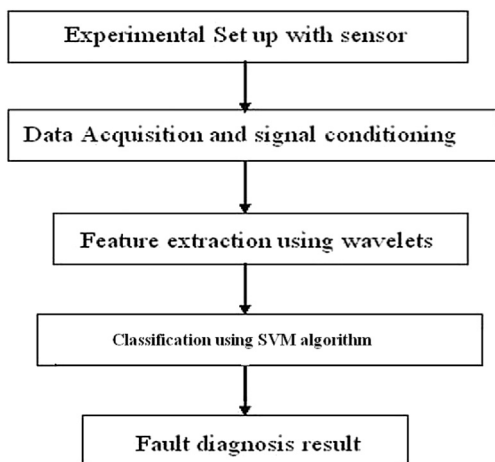 Experimental Set up with sensor
Data Acquisition and signal conditioning
Feature extraction using wavelets
Classification using SVM algorithm
Fault diagnosis result